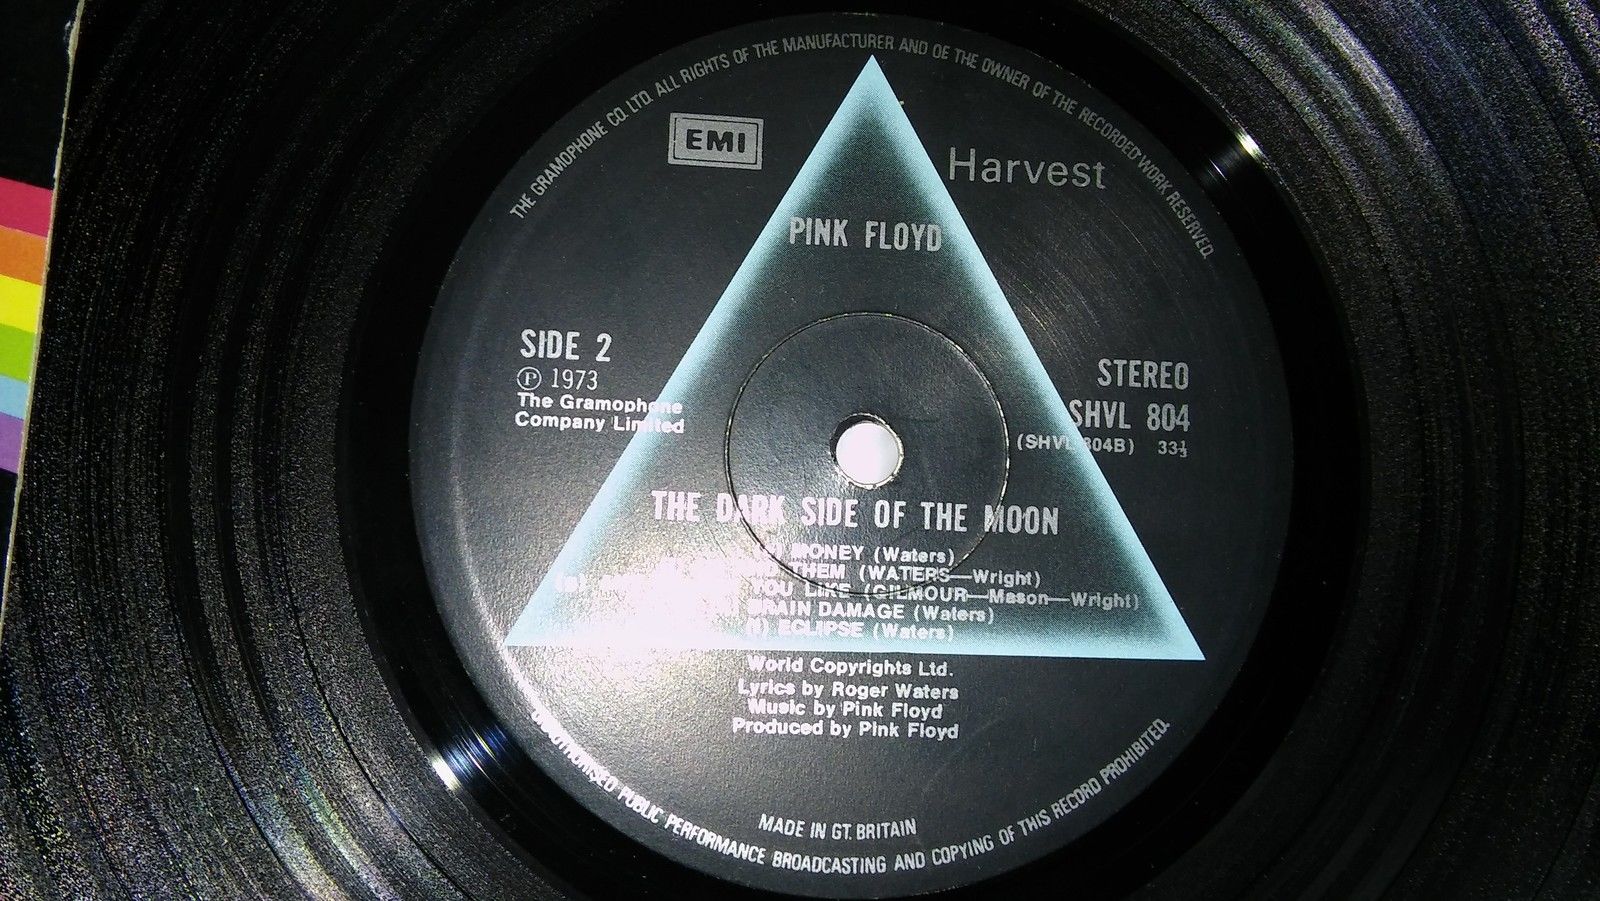 THE GRAMOPHONE CO. LTD. ALL RIGHTS OF THE MANUFACTURER AND OF THE OWNER OF THE RECORDED WORK RESERVED.
EMI
Harvest
PINK FLOYD
SIDE 2
Ⓟ 1973
The Gramophone
Company Limited
STEREO
SHVL 804
(SHVL 804B) 33⅓
THE DARK SIDE OF THE MOON
MONEY (Waters)
THEM (WATERS—Wright)
YOU LIKE (GILMOUR—Mason—Wright)
BRAIN DAMAGE (Waters)
ECLIPSE (Waters)
World Copyrights Ltd.
Lyrics by Roger Waters
Music by Pink Floyd
Produced by Pink Floyd
MADE IN GT. BRITAIN
UNAUTHORISED PUBLIC PERFORMANCE BROADCASTING AND COPYING OF THIS RECORD PROHIBITED.